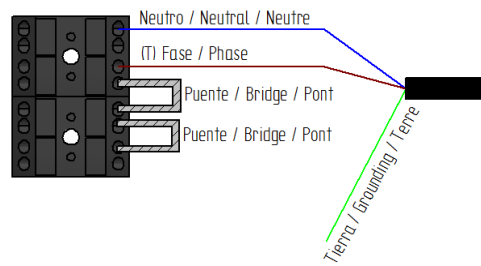 Neutro / Neutral / Neutre
(T) Fase / Phase
Puente / Bridge / Pont
Puente / Bridge / Pont
Tierra / Grounding / Terre